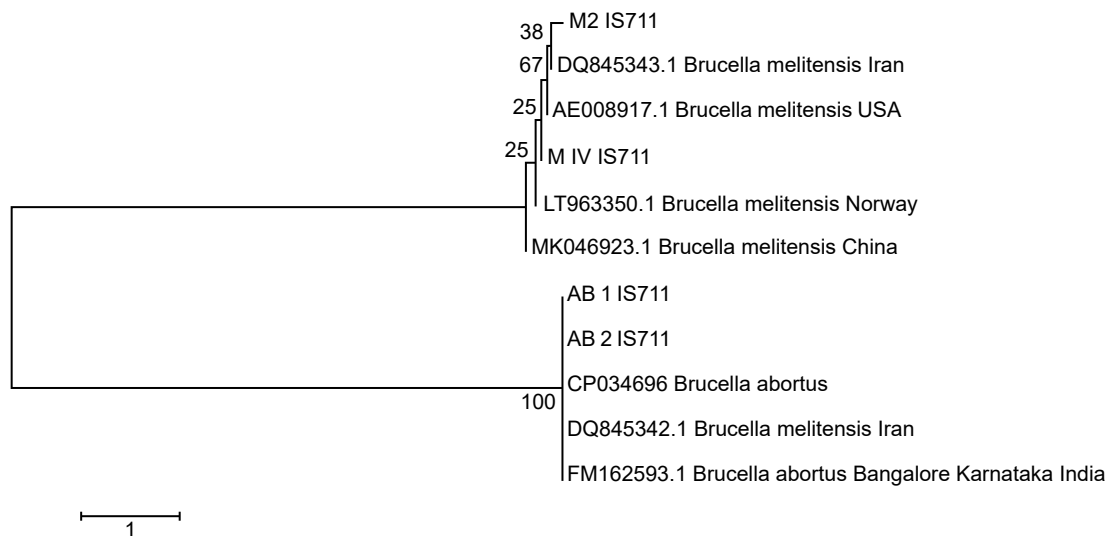 M2 IS711
38
67
DQ845343.1 Brucella melitensis Iran
25
AE008917.1 Brucella melitensis USA
25
M IV IS711
LT963350.1 Brucella melitensis Norway
MK046923.1 Brucella melitensis China
AB 1 IS711
AB 2 IS711
CP034696 Brucella abortus
100
DQ845342.1 Brucella melitensis Iran
FM162593.1 Brucella abortus Bangalore Karnataka India
1